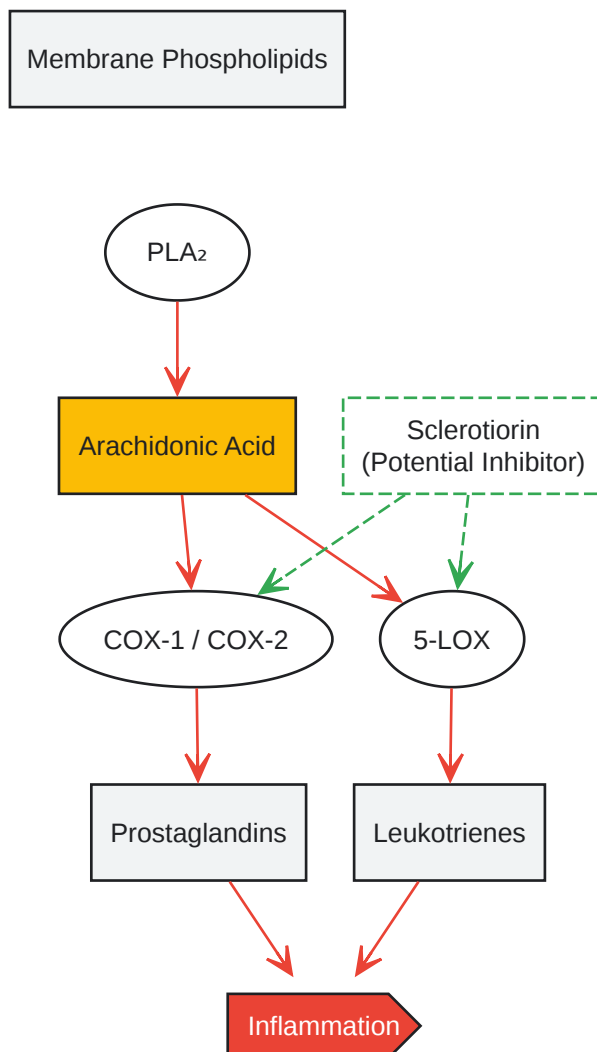 Membrane Phospholipids
PLA₂
Arachidonic Acid
Sclerotiorin
(Potential Inhibitor)
COX-1 / COX-2
5-LOX
Prostaglandins
Leukotrienes
Inflammation